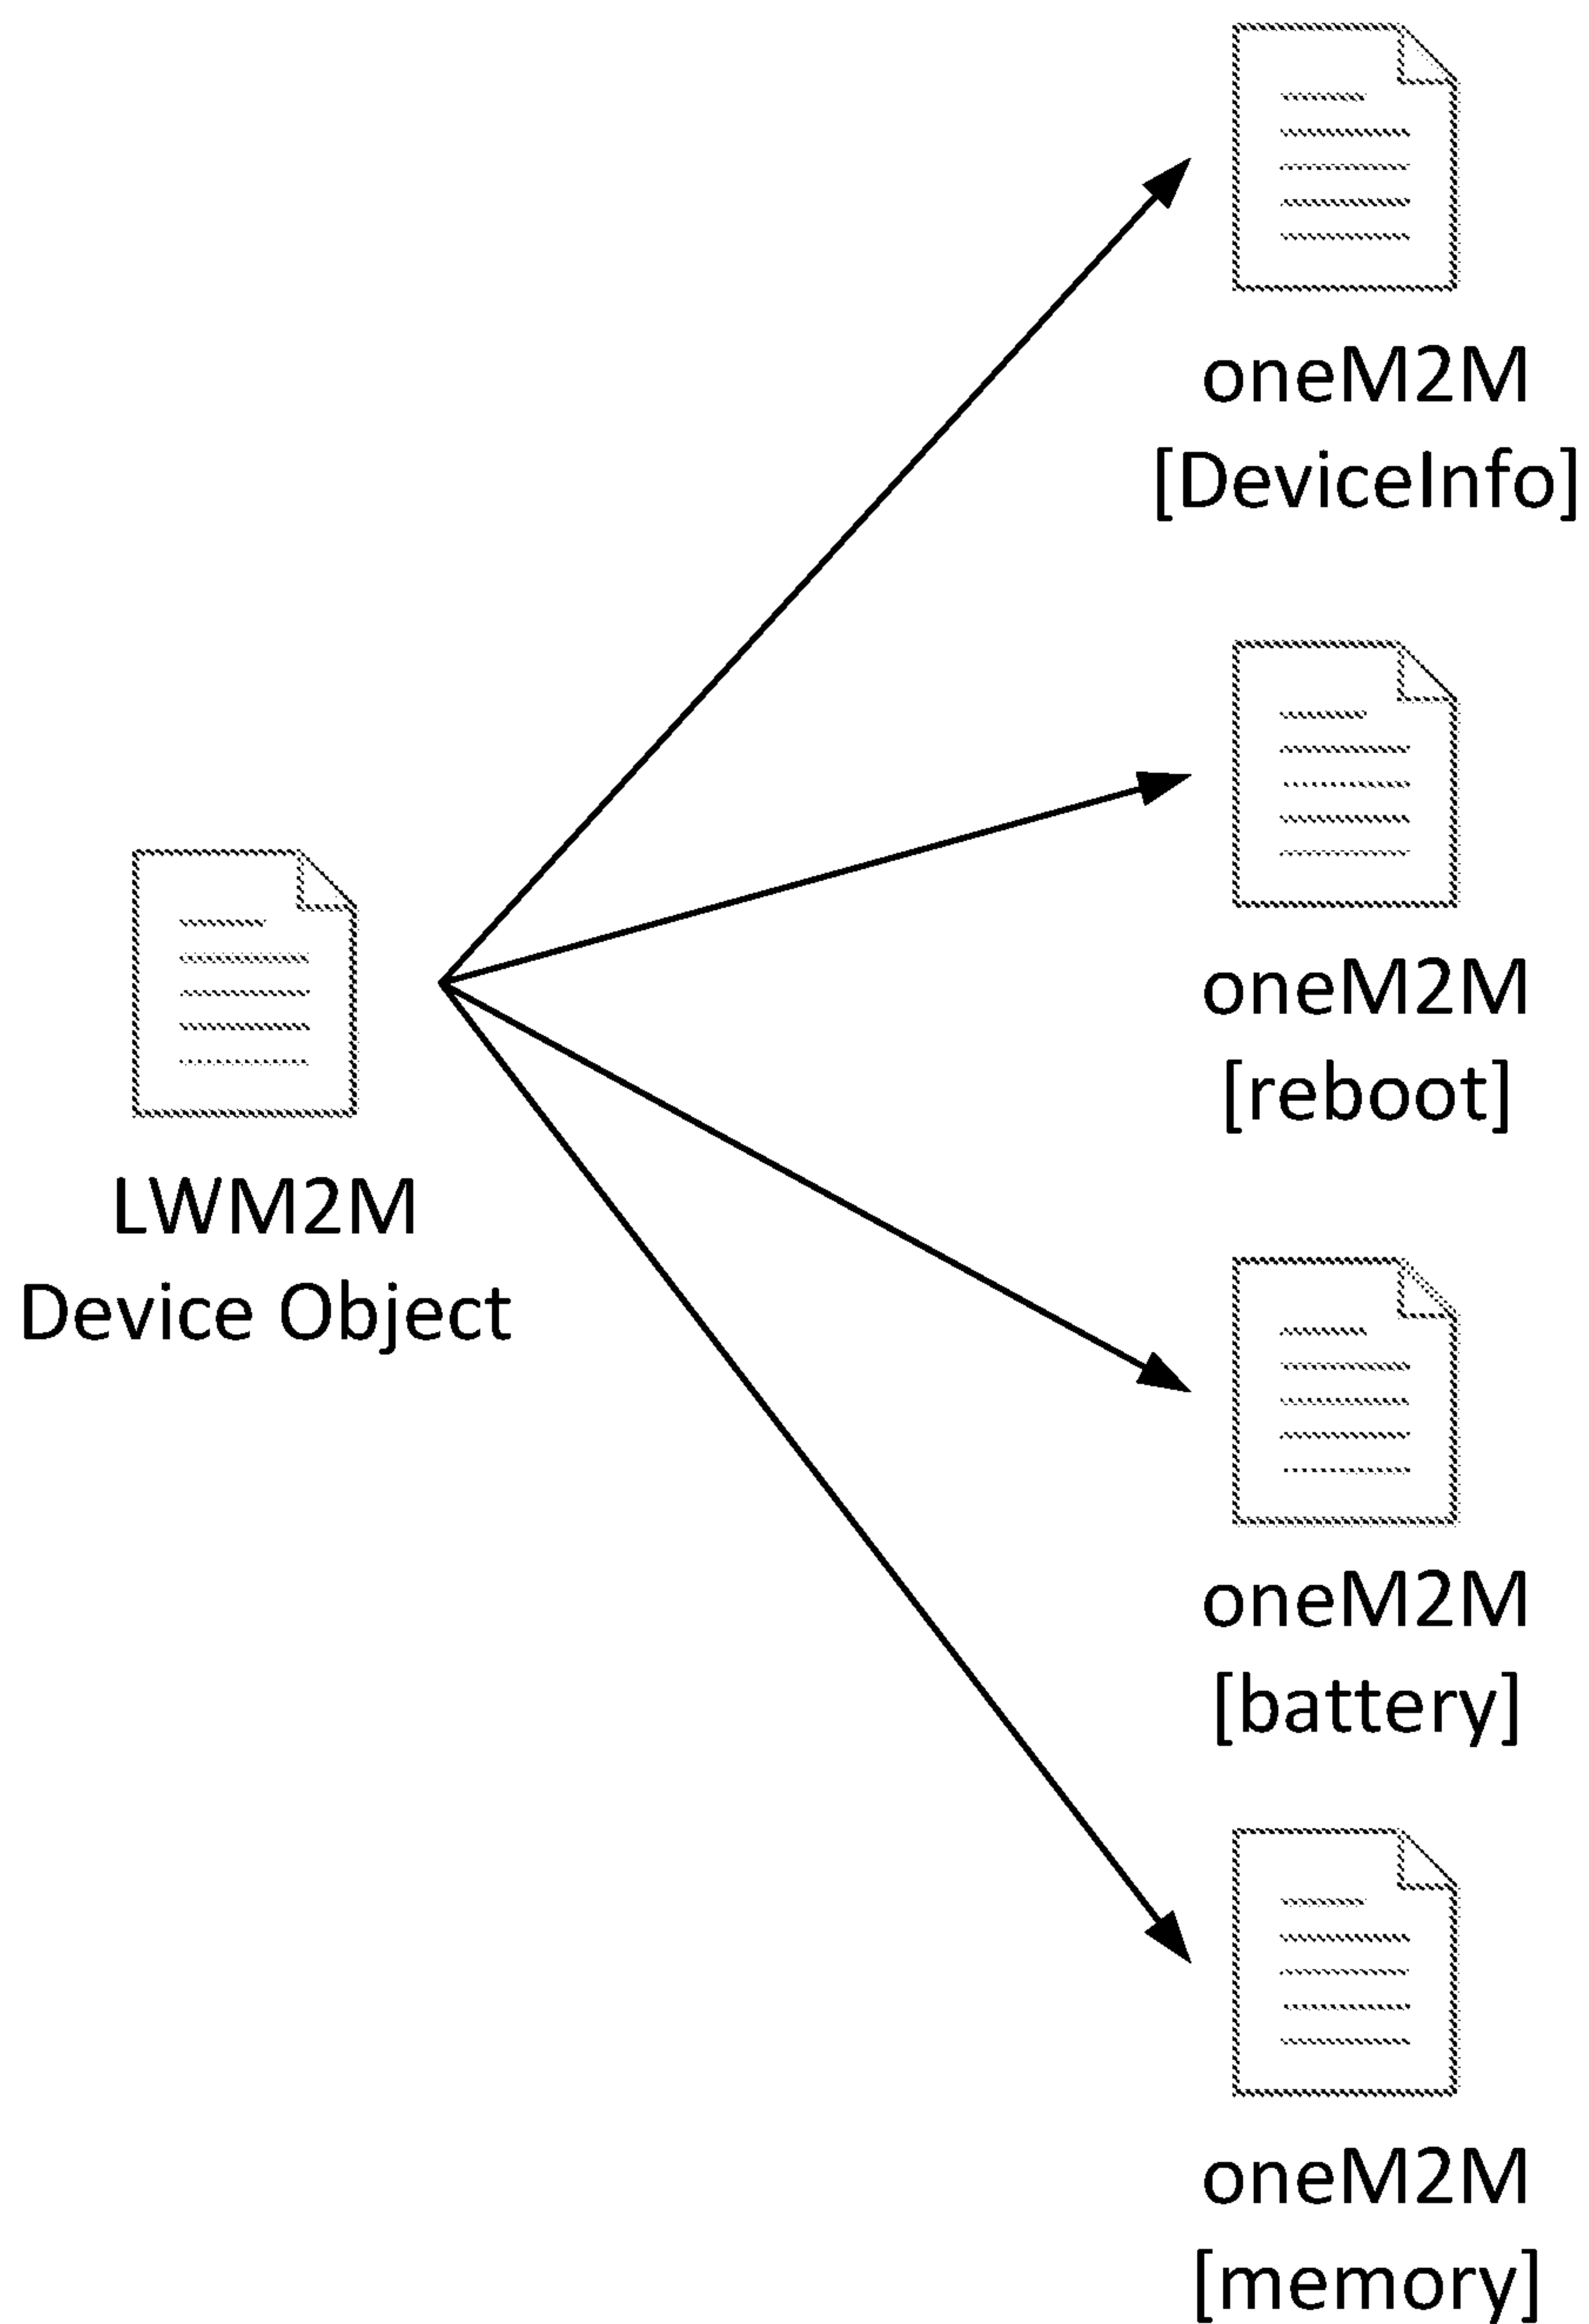 oneM2M
[DeviceInfo]
oneM2M
[reboot]
LWM2M
Device Object
oneM2M
[battery]
oneM2M
[memory]